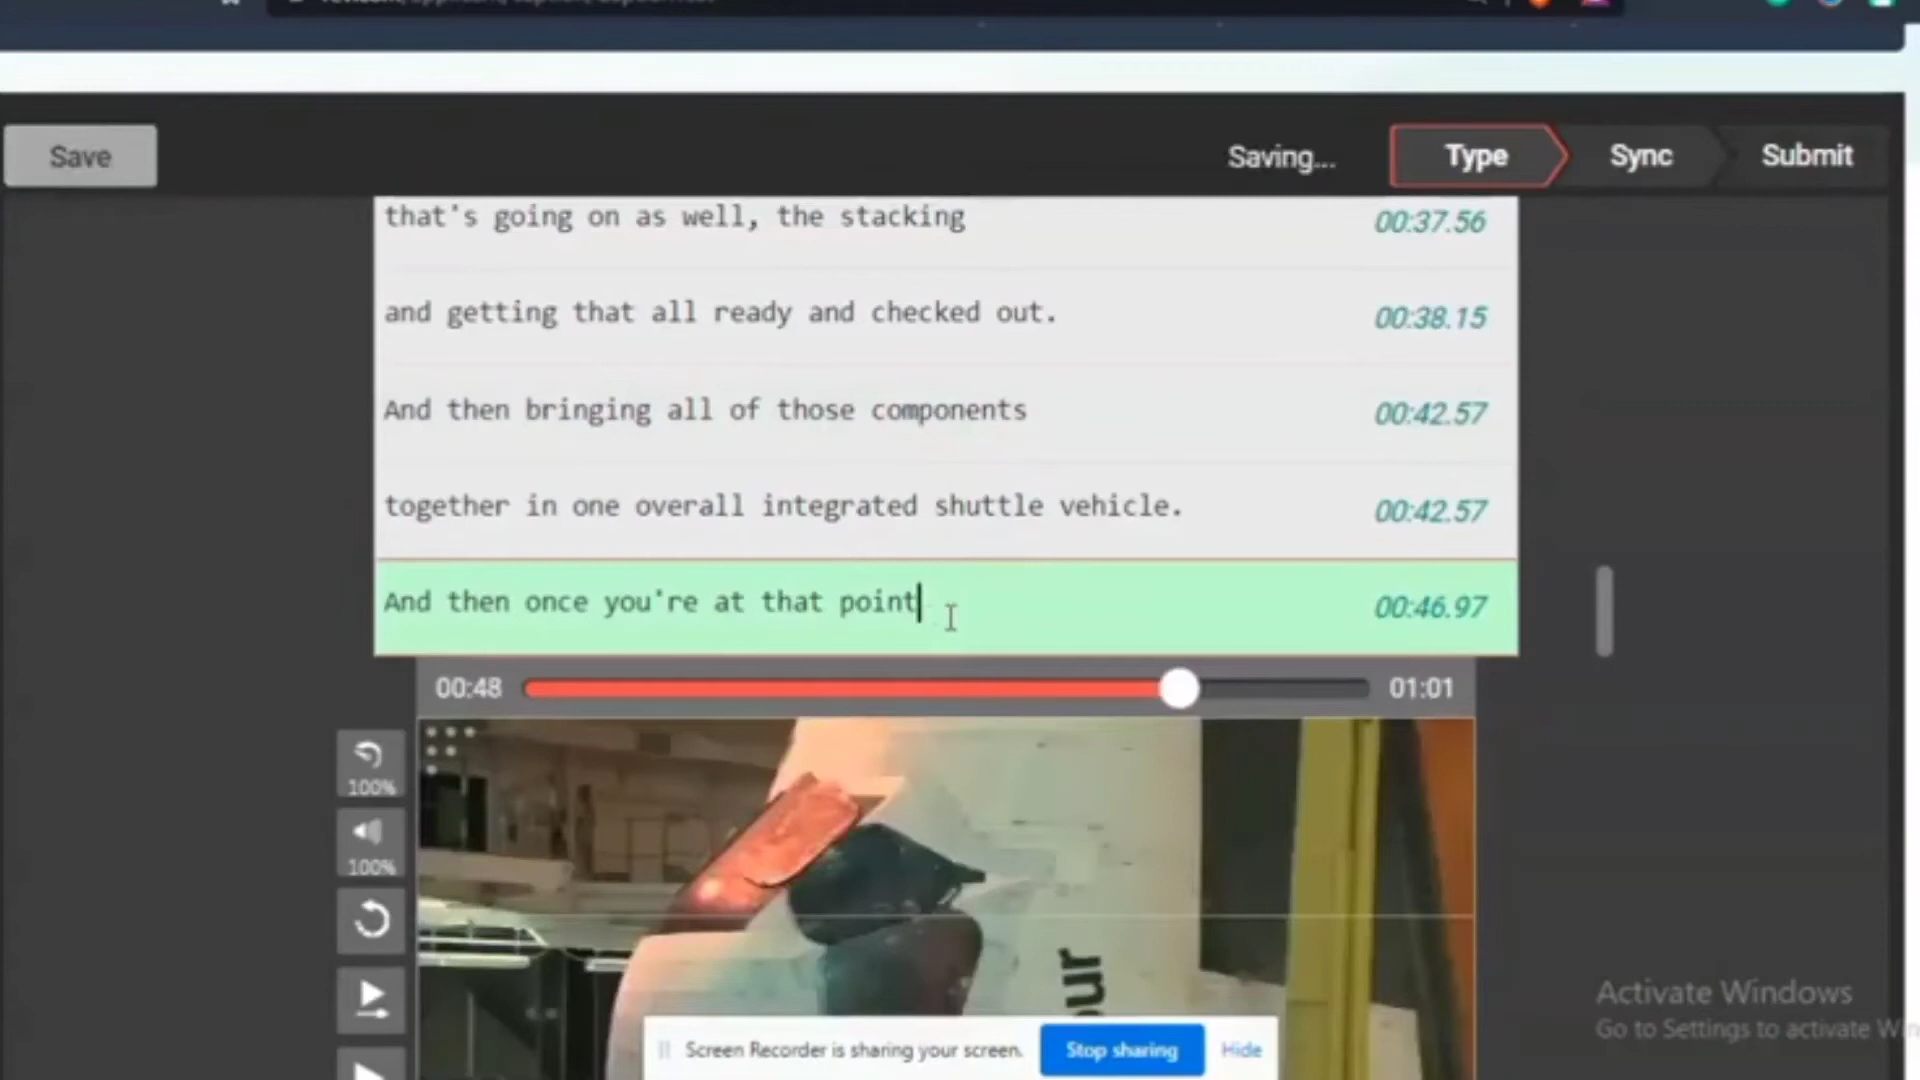 Save
Saving...
Type
Sync
Submit
that's going on as well, the stacking
00:37.56
and getting that all ready and checked out.
00:38.15
And then bringing all of those components
00:42.57
together in one overall integrated shuttle vehicle.
00:42.57
And then once you're at that point
00:46.97
00:48
01:01
100%
100%
our
Activate Windows
Go to Settings to activate Win
Screen Recorder is sharing your screen.
Stop sharing
Hide